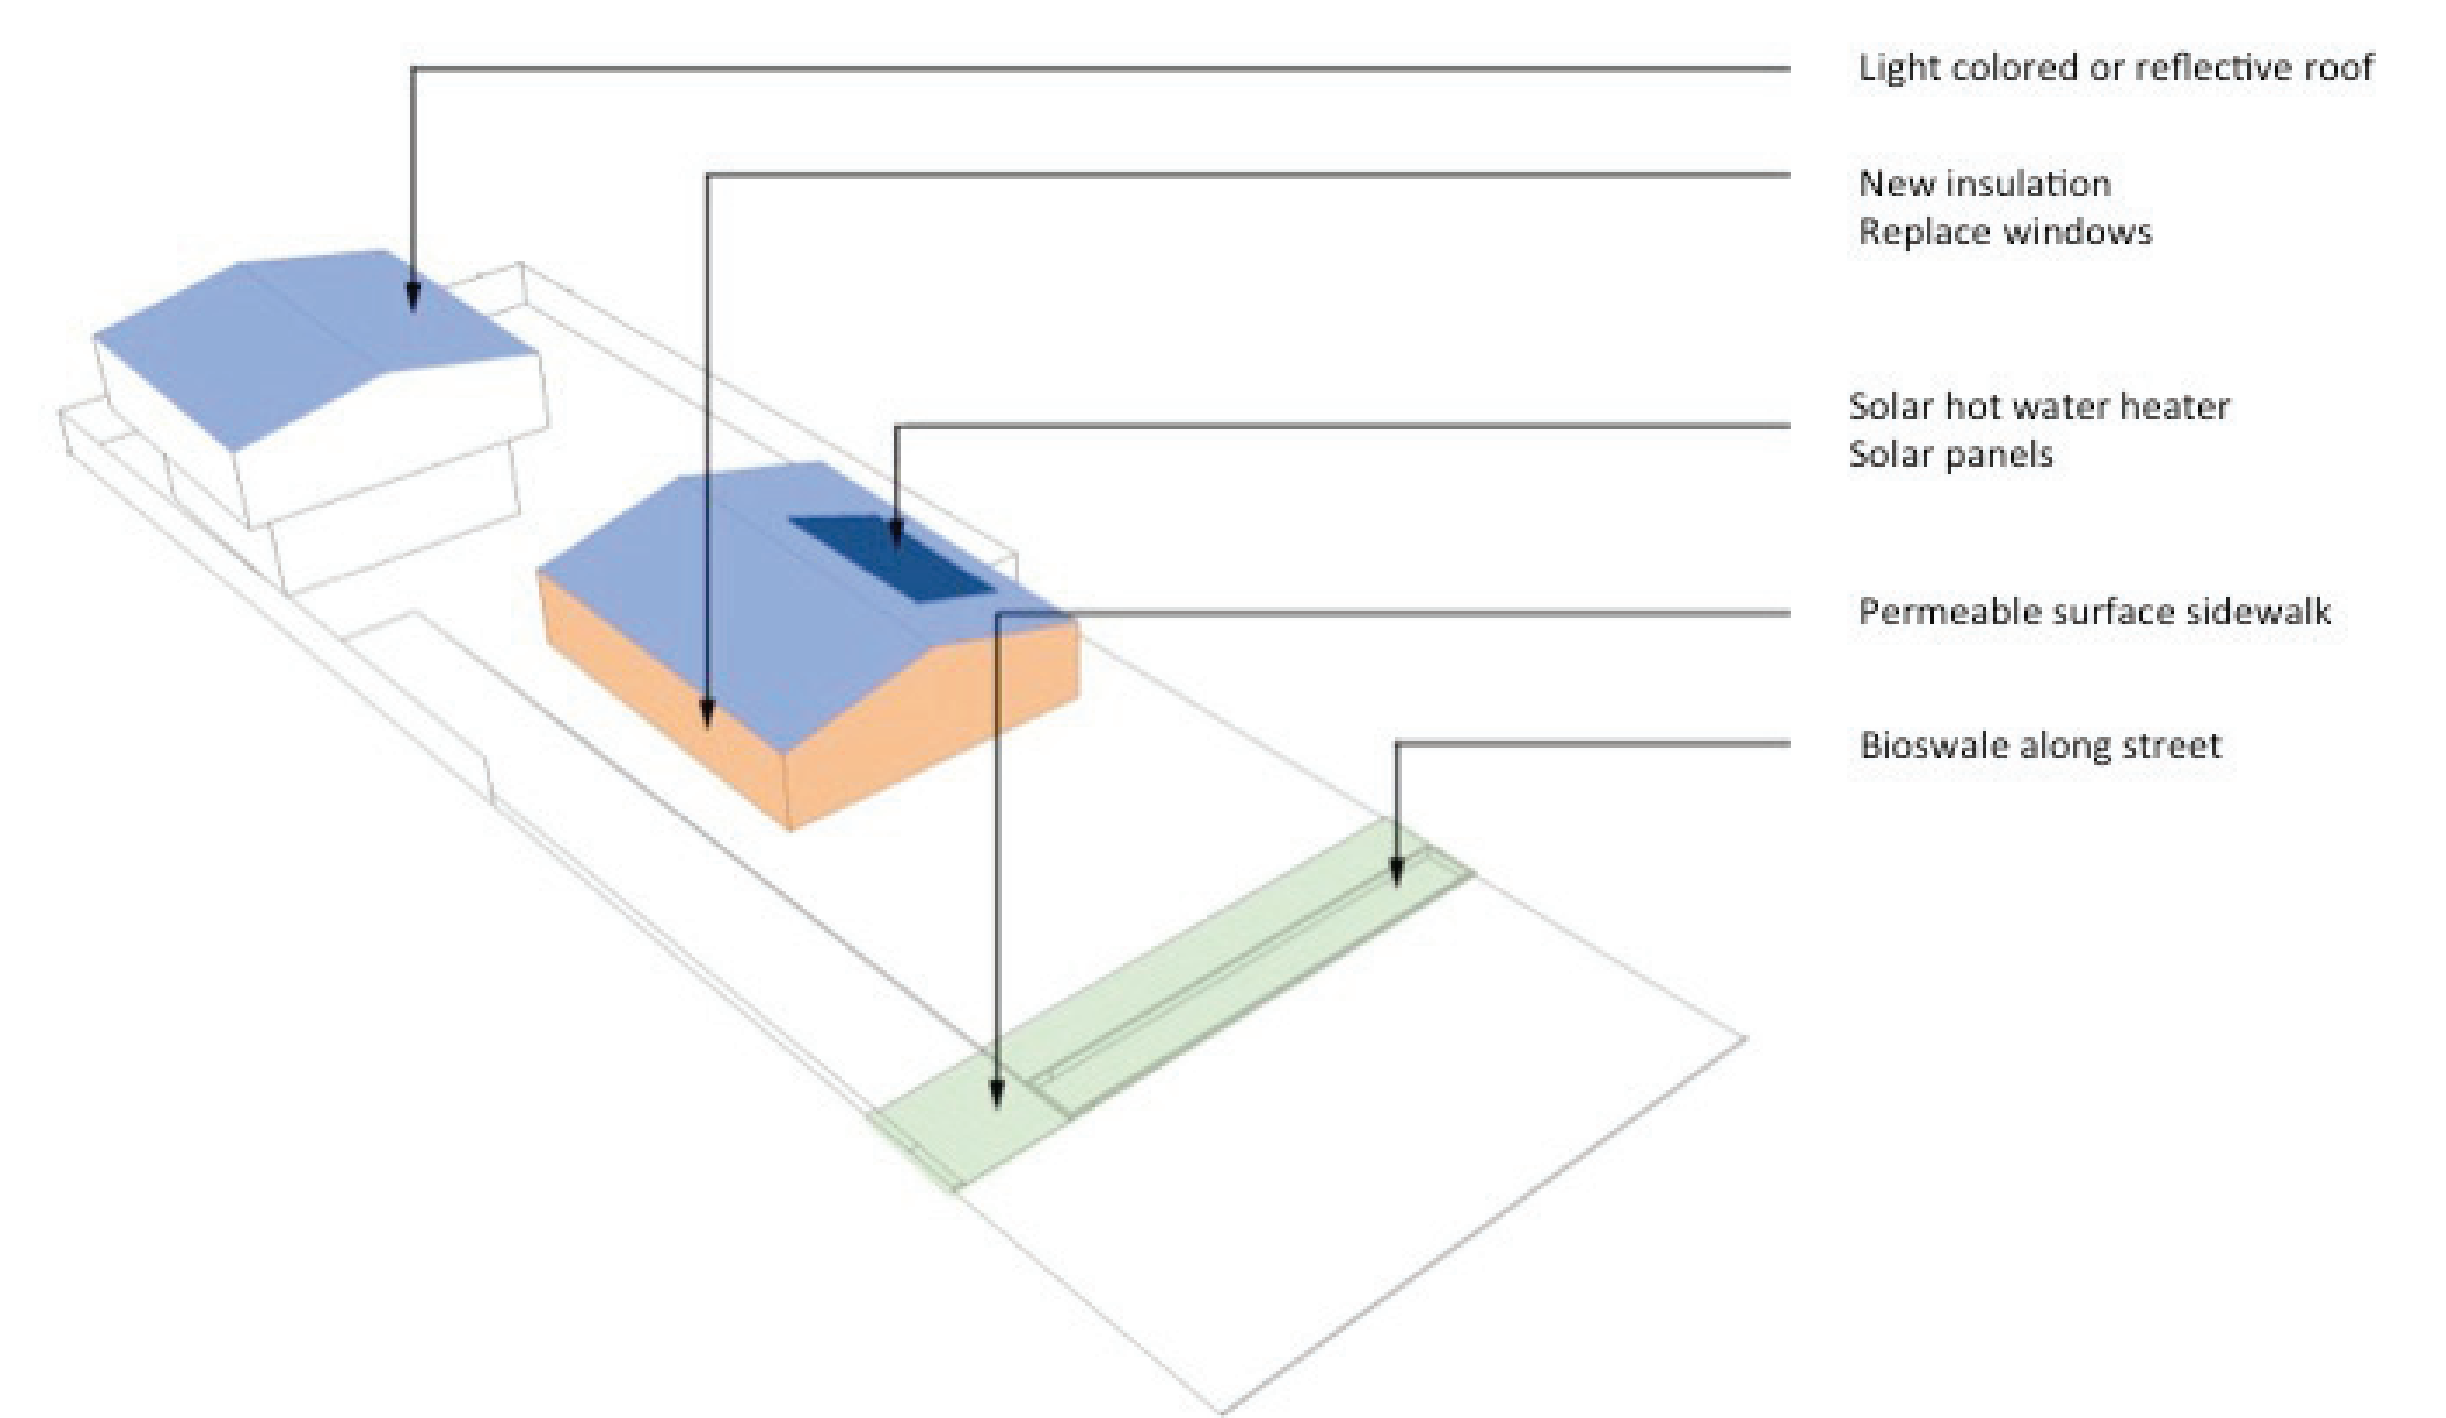 Light colored or reflective roof
New insulation
Replace windows
Solar hot water heater
Solar panels
Permeable surface sidewalk
Bioswale along street